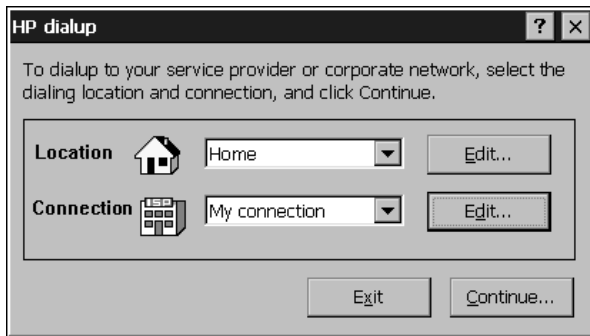 HP dialup ? ×
To dialup to your service provider or corporate network, select the
dialing location and connection, and click Continue.
Location Home Edit...
Connection ISP My connection Edit...
Exit Continue...